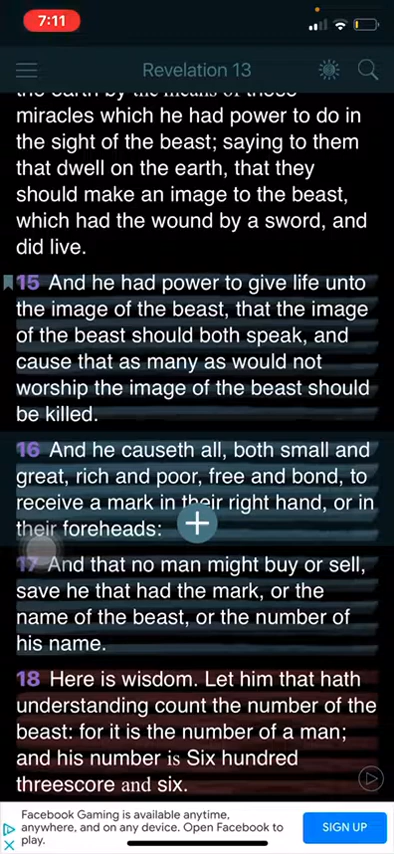 7:11
Revelation 13
the earth by the means of those
miracles which he had power to do in
the sight of the beast; saying to them
that dwell on the earth, that they
should make an image to the beast,
which had the wound by a sword, and
did live.
15 And he had power to give life unto
the image of the beast, that the image
of the beast should both speak, and
cause that as many as would not
worship the image of the beast should
be killed.
16 And he causeth all, both small and
great, rich and poor, free and bond, to
receive a mark in their right hand, or in
their foreheads:
17 And that no man might buy or sell,
save he that had the mark, or the
name of the beast, or the number of
his name.
18 Here is wisdom. Let him that hath
understanding count the number of the
beast: for it is the number of a man;
and his number is Six hundred
threescore and six.
Facebook Gaming is available anytime,
anywhere, and on any device. Open Facebook to
play.
SIGN UP